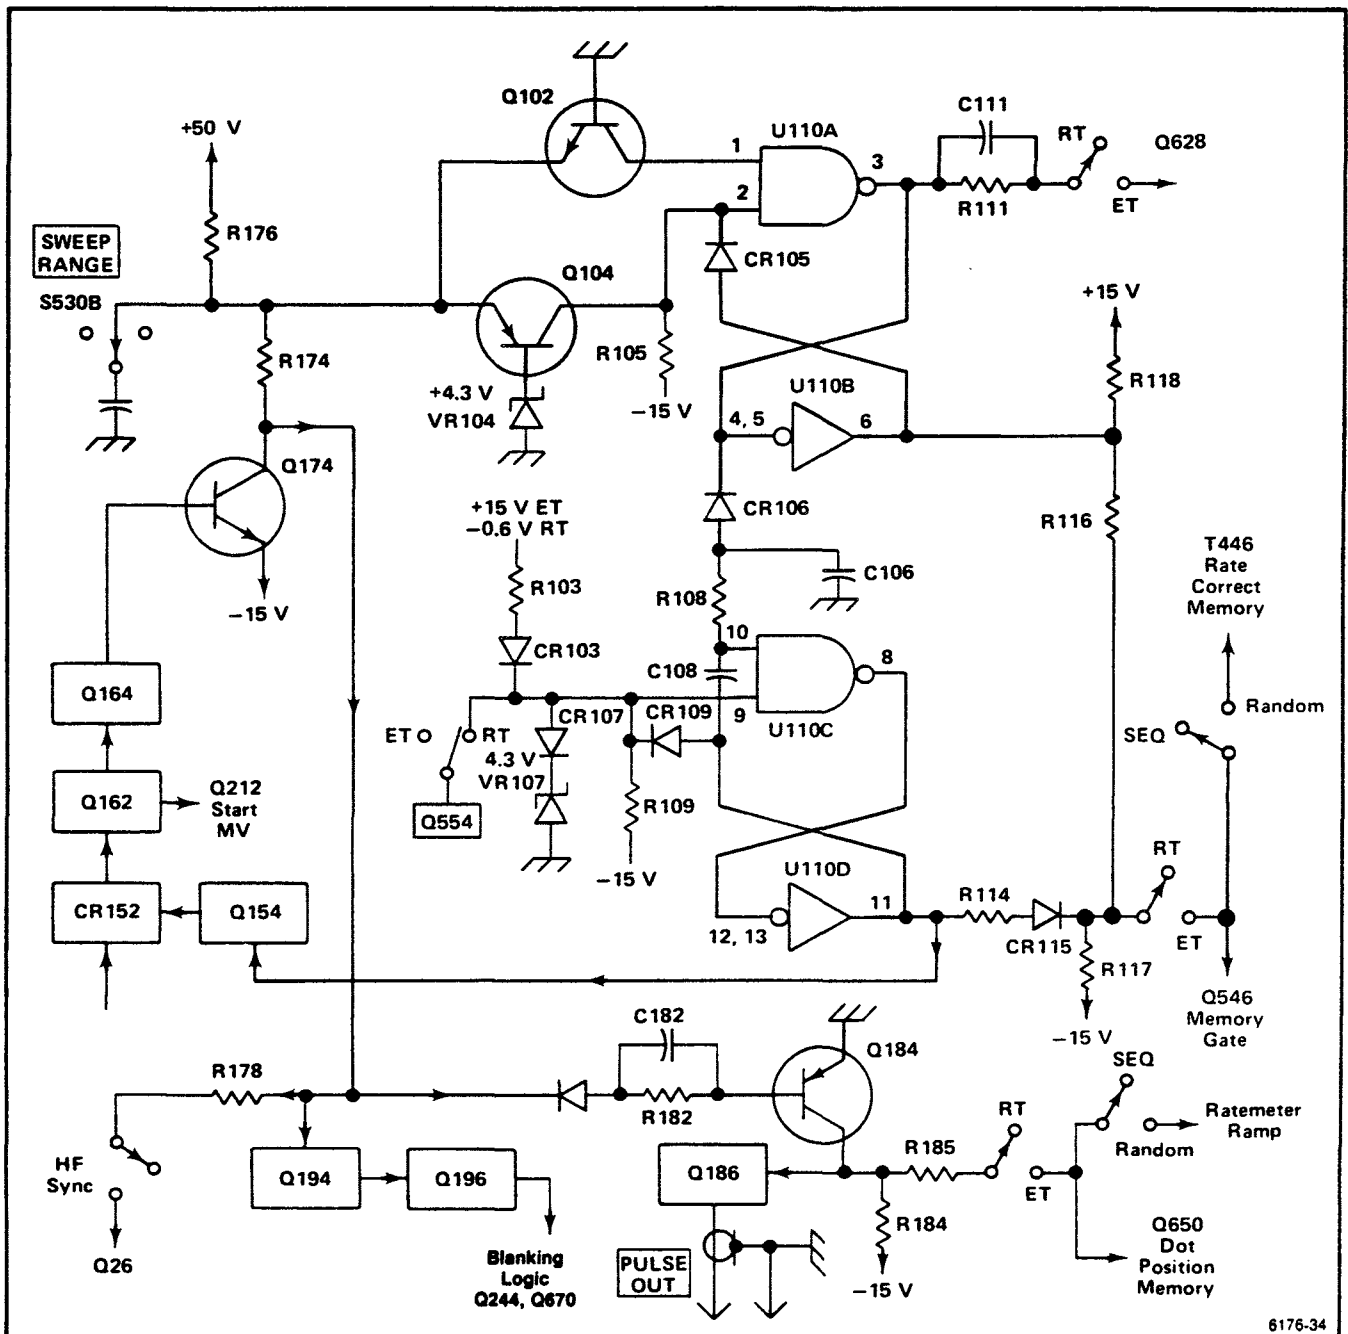 Q102
+50 V
R176
SWEEP
RANGE
S530B
R174
Q174
−15 V
Q164
Q162
Q212
Start
MV
CR152
Q154
Q104
+4.3 V
VR104
R105
−15 V
U110A
1
2
3
CR105
C111
R111
RT
ET
Q628
+15 V
R118
U110B
4, 5
6
CR106
C106
R116
+15 V ET
−0.6 V RT
R103
CR103
R108
10
C108
9
8
U110C
ET
RT
Q554
CR107
4.3 V
VR107
CR109
R109
−15 V
U110D
12, 13
11
R114
CR115
R117
−15 V
T446
Rate
Correct
Memory
Random
SEQ
RT
ET
Q546
Memory
Gate
C182
R182
Q184
R178
HF
Sync
Q26
Q194
Q196
Blanking
Logic
Q244, Q670
Q186
PULSE
OUT
R184
−15 V
R185
RT
ET
SEQ
Random
Ratemeter
Ramp
Q650
Dot
Position
Memory
6176-34